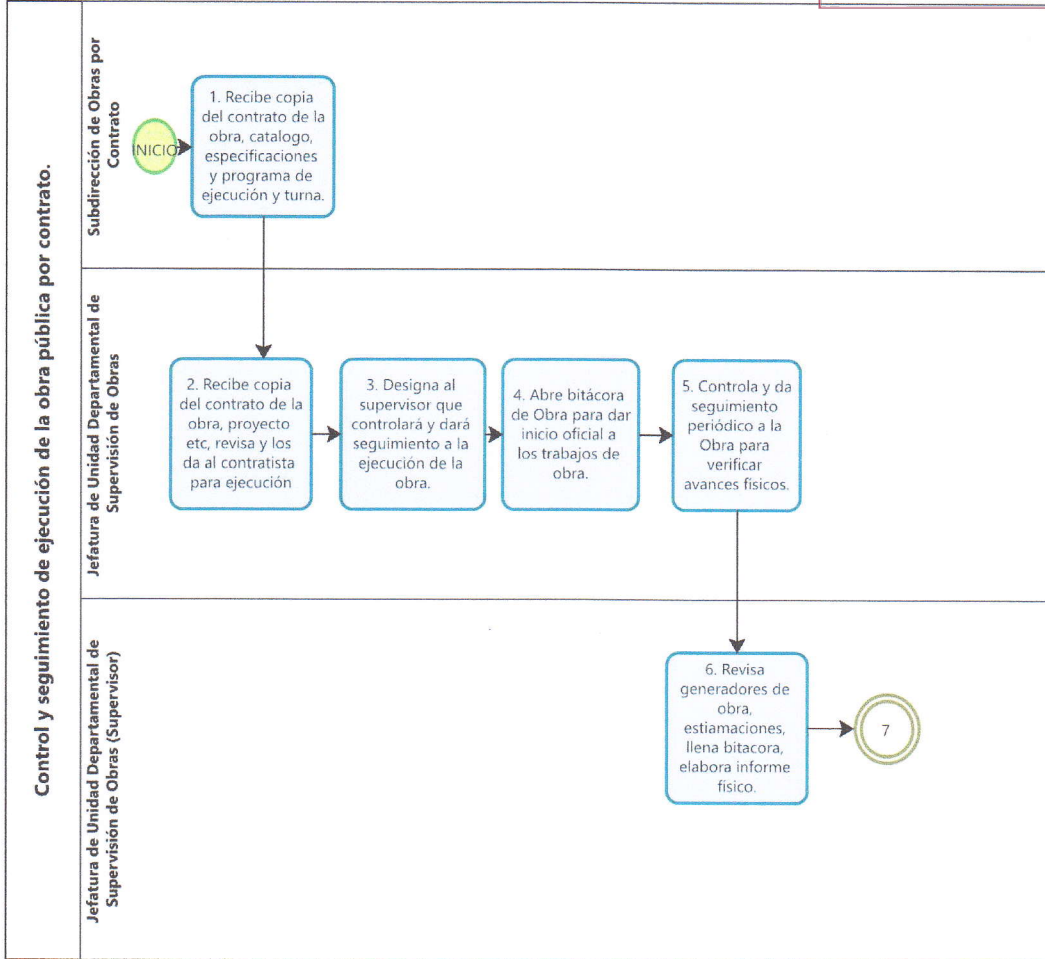 Control y seguimiento de ejecución de la obra pública por contrato.
Subdirección de Obras por
Contrato
INICIO
1. Recibe copia
del contrato de la
obra, catalogo,
especificaciones
y programa de
ejecución y turna.
Jefatura de Unidad Departamental de
Supervisión de Obras
2. Recibe copia
del contrato de la
obra, proyecto
etc, revisa y los
da al contratista
para ejecución
3. Designa al
supervisor que
controlará y dará
seguimiento a la
ejecución de la
obra.
4. Abre bitácora
de Obra para dar
inicio oficial a
los trabajos de
obra.
5. Controla y da
seguimiento
periódico a la
Obra para
verificar
avances físicos.
Jefatura de Unidad Departamental de
Supervisión de Obras (Supervisor)
6. Revisa
generadores de
obra,
estiamaciones,
llena bitacora,
elabora informe
físico.
7